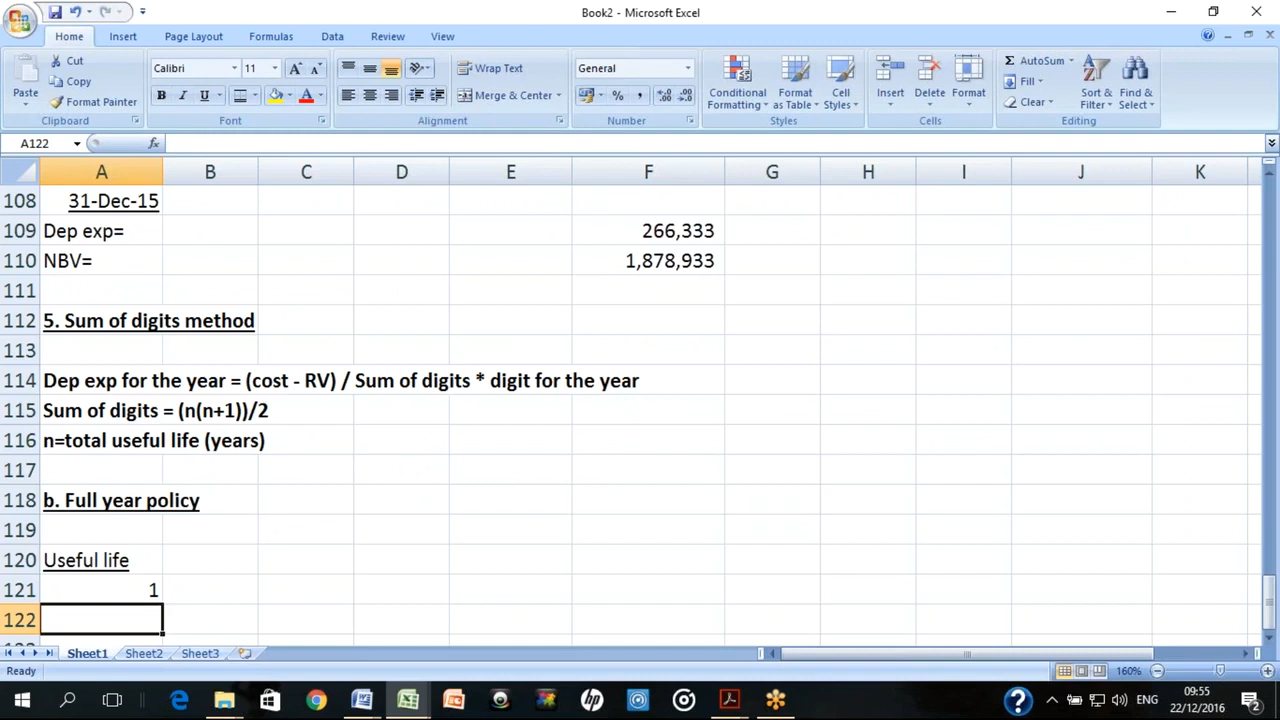 Book2 - Microsoft Excel
Home Insert Page Layout Formulas Data Review View
Paste
Cut
Copy
Format Painter
Clipboard
Calibri 11
Font
Wrap Text
Merge & Center
Alignment
General
Number
Conditional Formatting
Format as Table
Cell Styles
Styles
Insert Delete Format
Cells
AutoSum
Fill
Clear
Sort & Filter
Find & Select
Editing
A122 fx
A B C D E F G H I J K
108 31-Dec-15
109 Dep exp= 266,333
110 NBV= 1,878,933
111
112 5. Sum of digits method
113
114 Dep exp for the year = (cost - RV) / Sum of digits * digit for the year
115 Sum of digits = (n(n+1))/2
116 n=total useful life (years)
117
118 b. Full year policy
119
120 Useful life
121 1
122
Sheet1 Sheet2 Sheet3
Ready 160%
ENG 09:55
22/12/2016